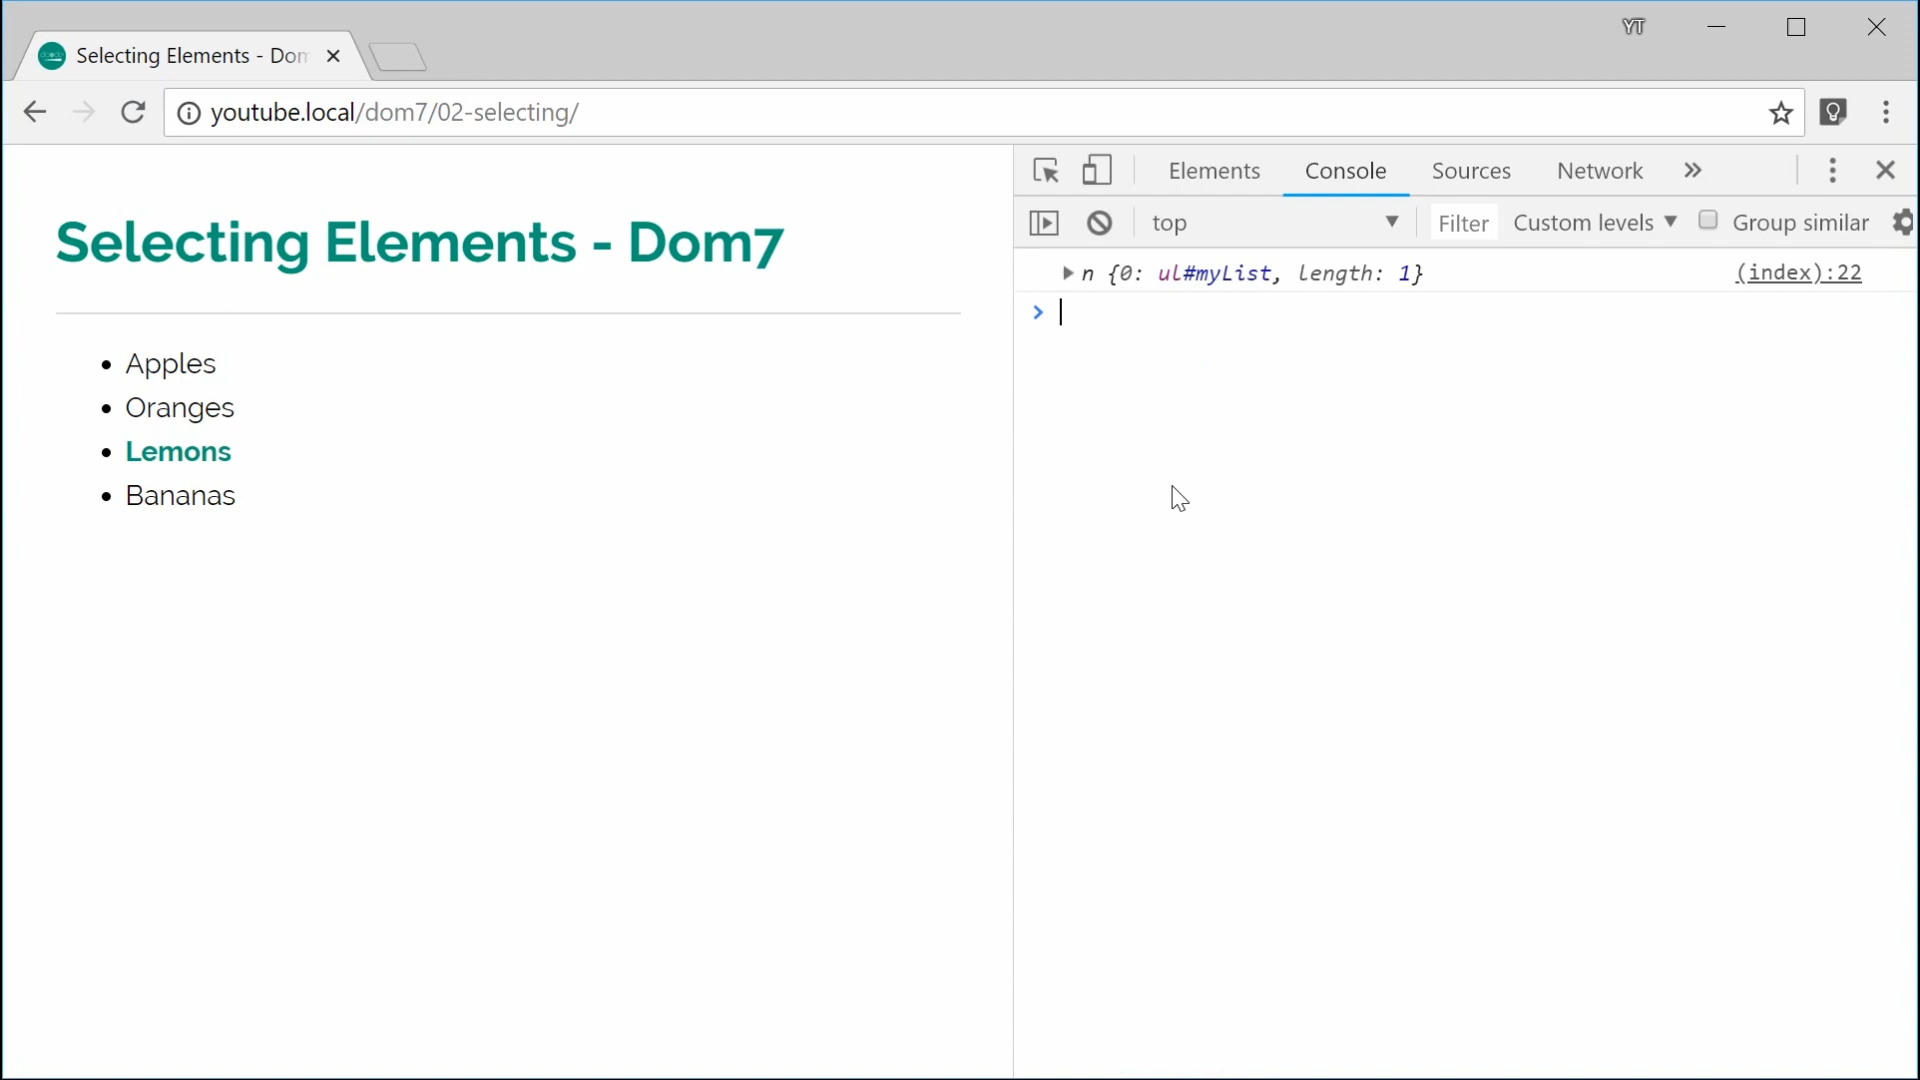 YT
Selecting Elements - Dom
youtube.local/dom7/02-selecting/
Elements Console Sources Network
top Filter Custom levels Group similar
Selecting Elements - Dom7
n {0: ul#myList, length: 1} (index):22
Apples
Oranges
Lemons
Bananas